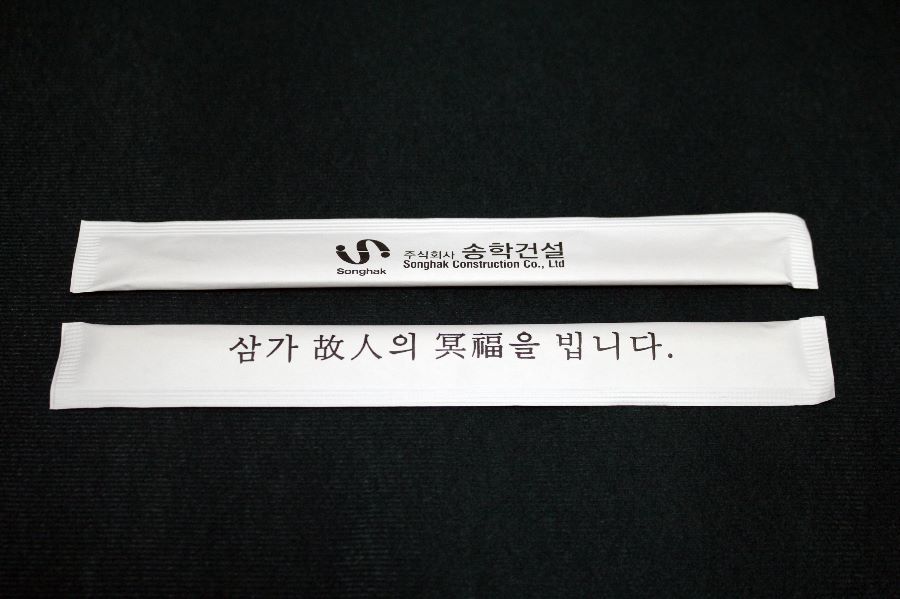 Songhak
주식회사 송학건설
Songhak Construction Co., Ltd
삼가 故人의 冥福을 빕니다.